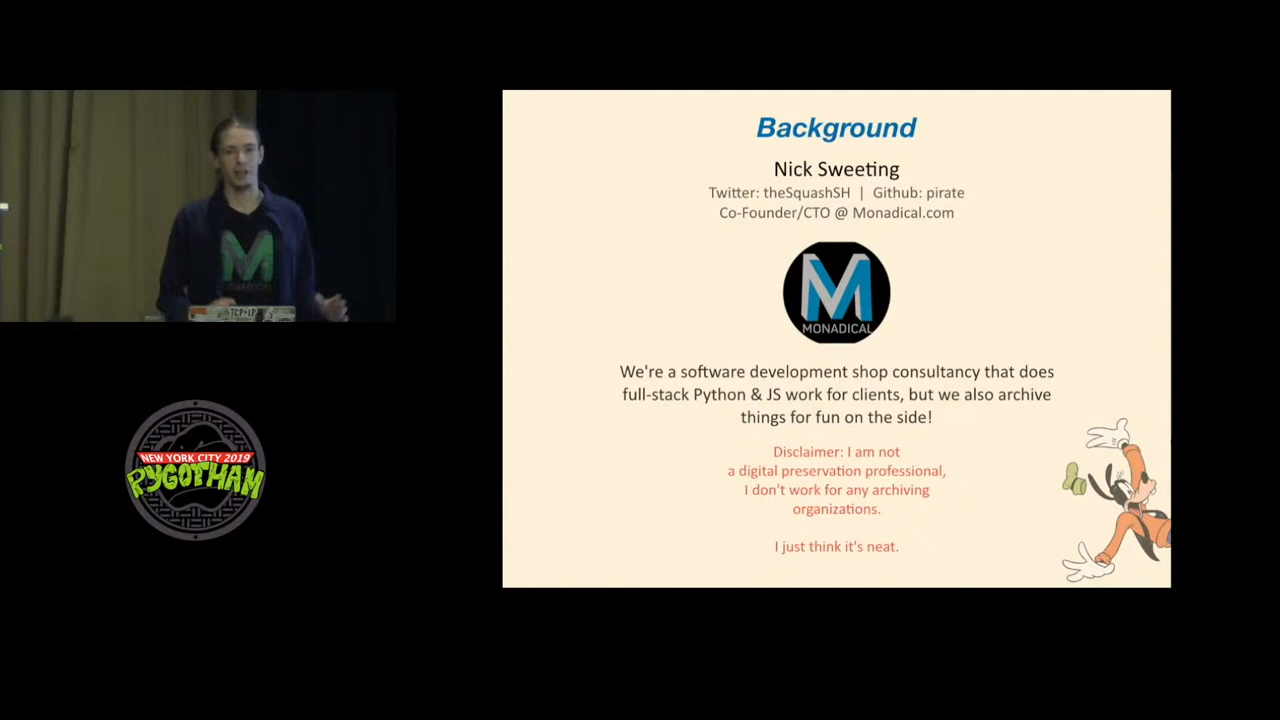 Background
Nick Sweeting
Twitter: theSquashSH | Github: pirate
Co-Founder/CTO @ Monadical.com
M
MONADICAL
We're a software development shop consultancy that does
full-stack Python & JS work for clients, but we also archive
things for fun on the side!
Disclaimer: I am not
a digital preservation professional,
I don't work for any archiving
organizations.
I just think it's neat.
M
MONADICAL
TCP/IP
NEW YORK CITY 2019
PYGOTHAM